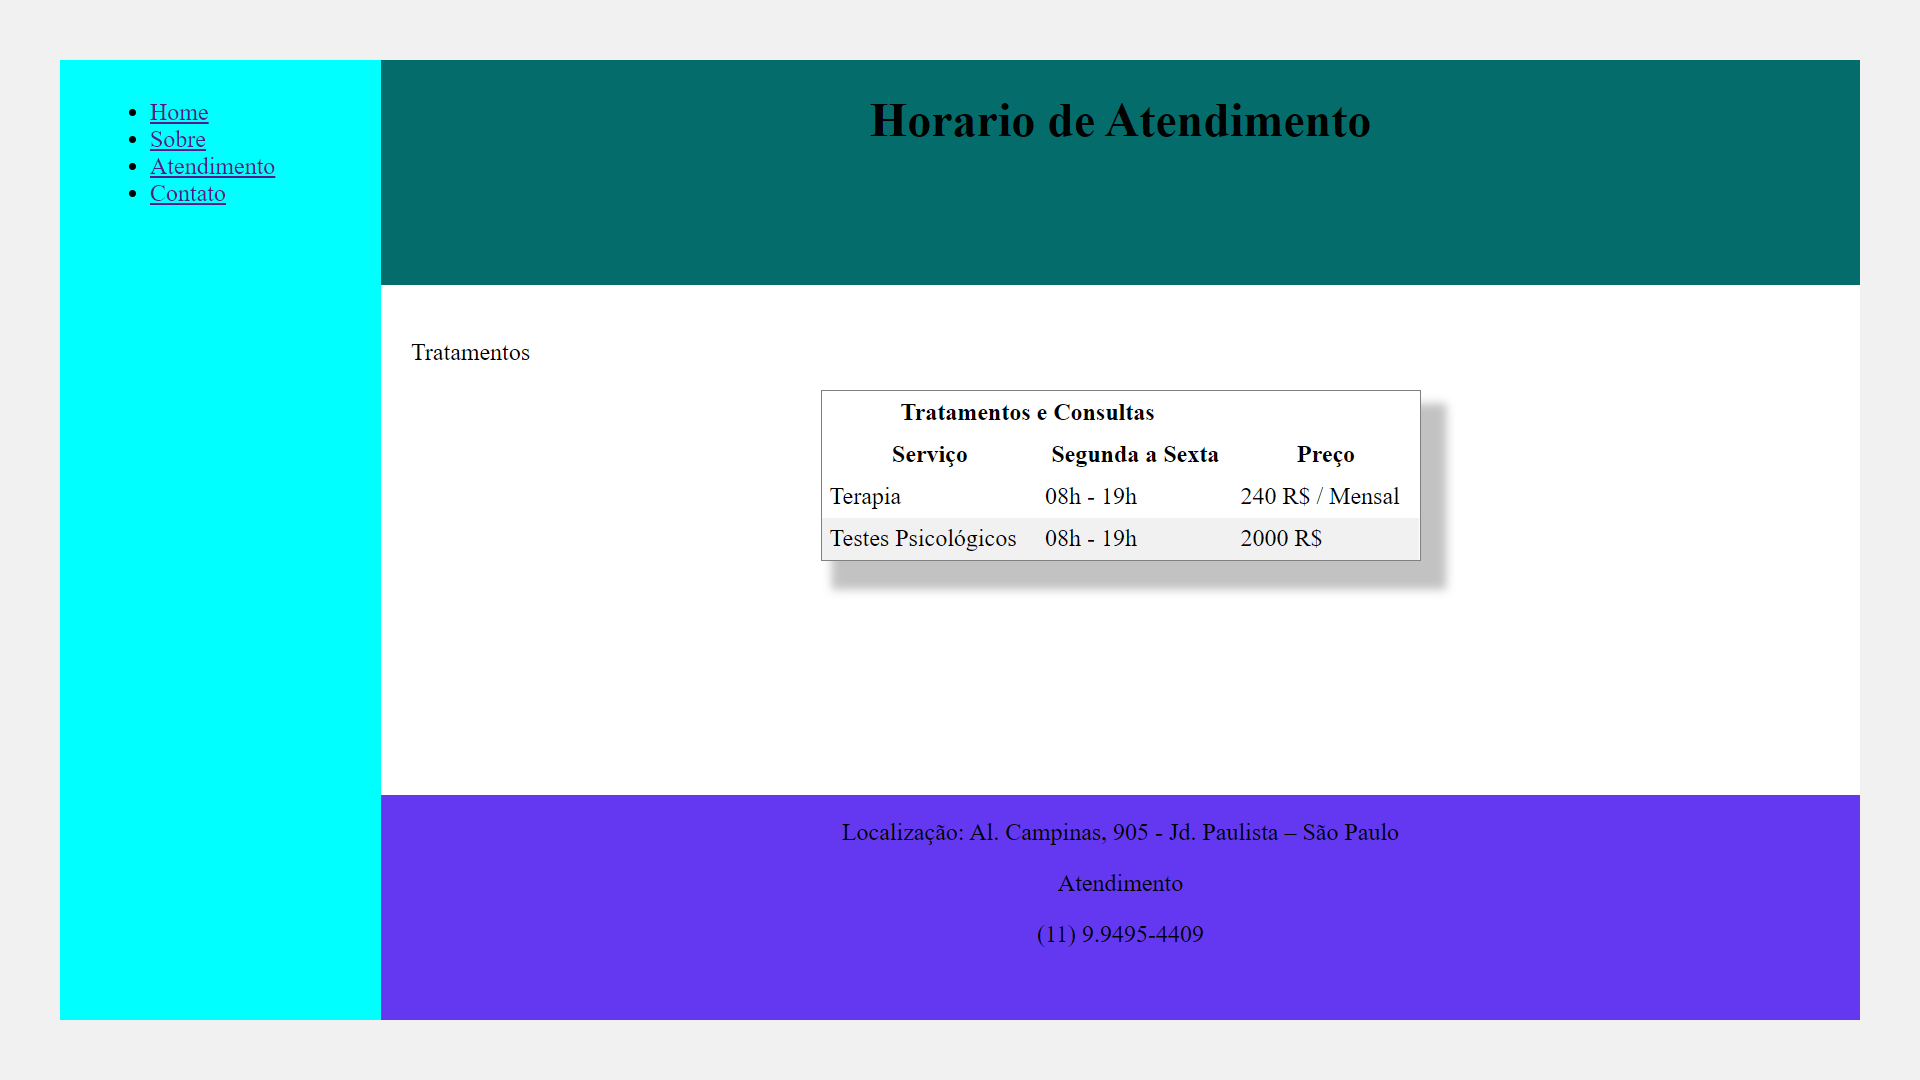 Home
Sobre
Atendimento
Contato
Horario de Atendimento
Tratamentos
Tratamentos e Consultas
Serviço Segunda a Sexta Preço
Terapia 08h - 19h 240 R$ / Mensal
Testes Psicológicos 08h - 19h 2000 R$
Localização: Al. Campinas, 905 - Jd. Paulista – São Paulo
Atendimento
(11) 9.9495-4409